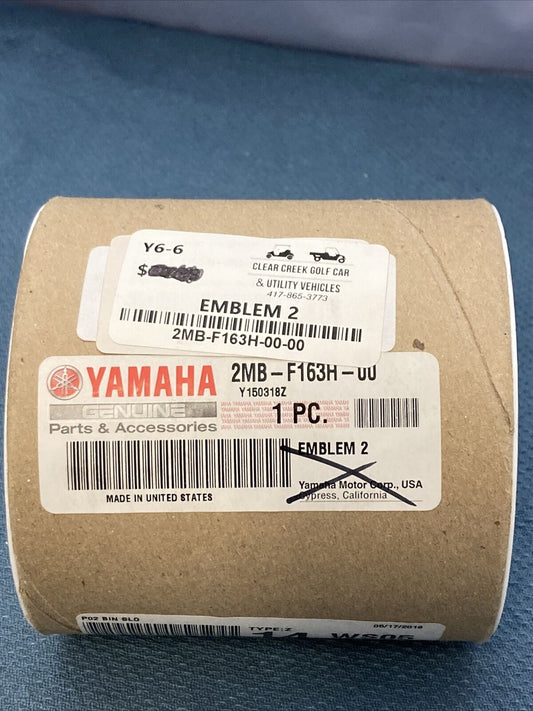 Y6-6
$
CLEAR CREEK GOLF CAR
& UTILITY VEHICLES
417-865-3773
EMBLEM 2
2MB-F163H-00-00
YAMAHA
GENUINE
Parts & Accessories
2MB-F163H-00
Y150318Z
1 PC.
EMBLEM 2
Yamaha Motor Corp., USA
Cypress, California
MADE IN UNITED STATES
P02 BIN SLO
TYPE:Z
05/17/2018